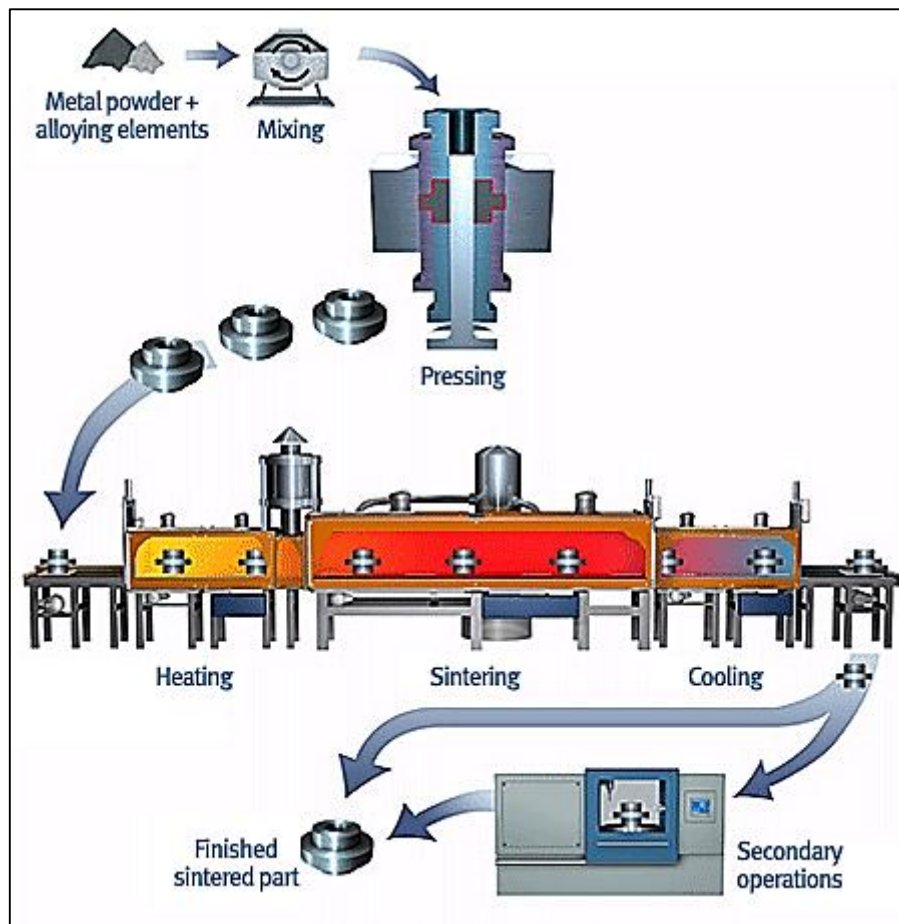 Metal powder +
alloying elements
Mixing
Pressing
Heating
Sintering
Cooling
Finished
sintered part
Secondary
operations